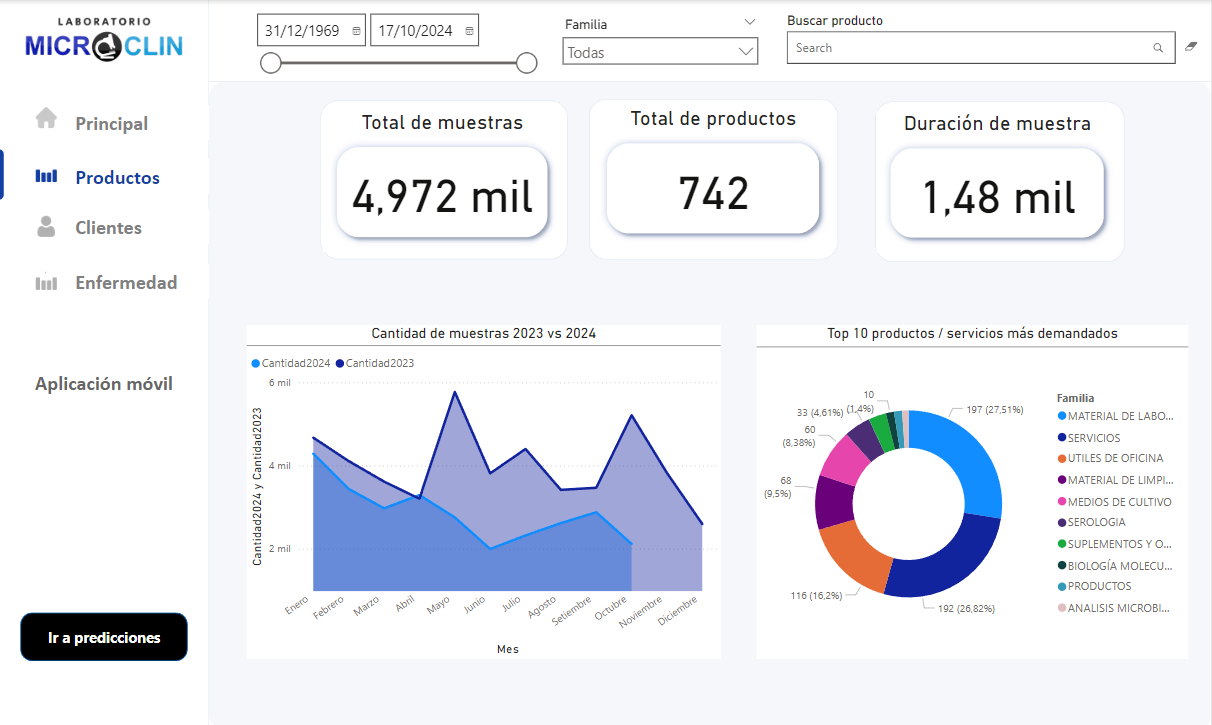 LABORATORIO
MICROCLIN
Principal
Productos
Clientes
Enfermedad
Aplicación móvil
Ir a predicciones
31/12/1969
17/10/2024
Familia
Todas
Buscar producto
Search
Total de muestras
4,972 mil
Total de productos
742
Duración de muestra
1,48 mil
Cantidad de muestras 2023 vs 2024
Cantidad2024 Cantidad2023
Cantidad2024 y Cantidad2023
6 mil
4 mil
2 mil
Enero
Febrero
Marzo
Abril
Mayo
Junio
Julio
Agosto
Setiembre
Octubre
Noviembre
Diciembre
Mes
Top 10 productos / servicios más demandados
197 (27,51%)
192 (26,82%)
116 (16,2%)
68
(9,5%)
60
(8,38%)
33 (4,61%)
10
(1,4%)
Familia
MATERIAL DE LABO...
SERVICIOS
UTILES DE OFICINA
MATERIAL DE LIMPI...
MEDIOS DE CULTIVO
SEROLOGIA
SUPLEMENTOS Y O...
BIOLOGÍA MOLECU...
PRODUCTOS
ANALISIS MICROBI...